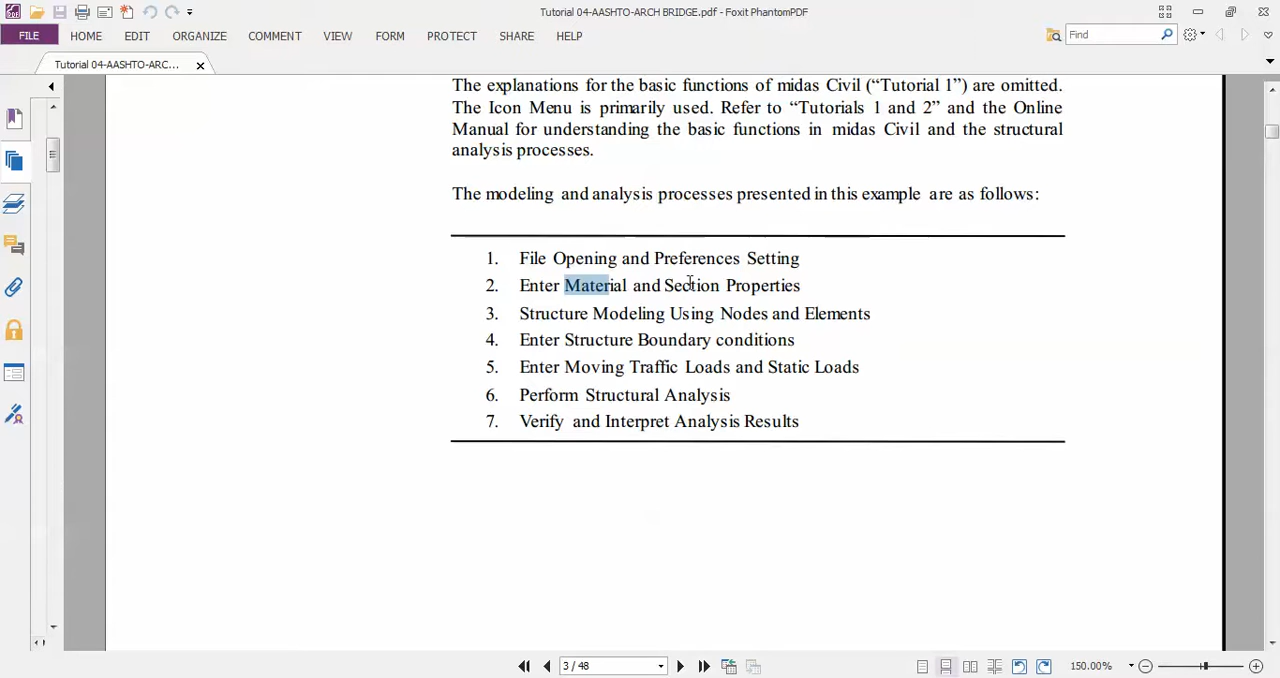 Tutorial 04-AASHTO-ARCH BRIDGE.pdf - Foxit PhantomPDF
FILE HOME EDIT ORGANIZE COMMENT VIEW FORM PROTECT SHARE HELP Find
Tutorial 04-AASHTO-ARC...
The explanations for the basic functions of midas Civil (“Tutorial 1”) are omitted.
The Icon Menu is primarily used. Refer to “Tutorials 1 and 2” and the Online
Manual for understanding the basic functions in midas Civil and the structural
analysis processes.
The modeling and analysis processes presented in this example are as follows:
1. File Opening and Preferences Setting
2. Enter Material and Section Properties
3. Structure Modeling Using Nodes and Elements
4. Enter Structure Boundary conditions
5. Enter Moving Traffic Loads and Static Loads
6. Perform Structural Analysis
7. Verify and Interpret Analysis Results
3 / 48 150.00%